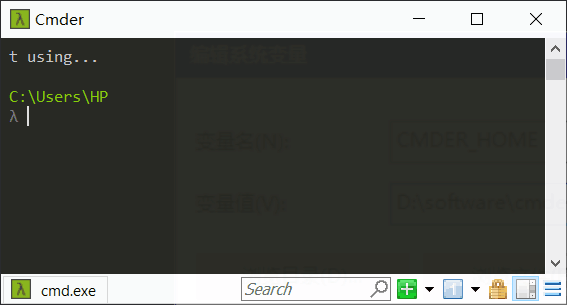 Cmder
t using...
编辑系统变量
C:\Users\HP
λ
变量名(N):
CMDER_HOME
变量值(V):
D:\software\cmde
cmd.exe
Search